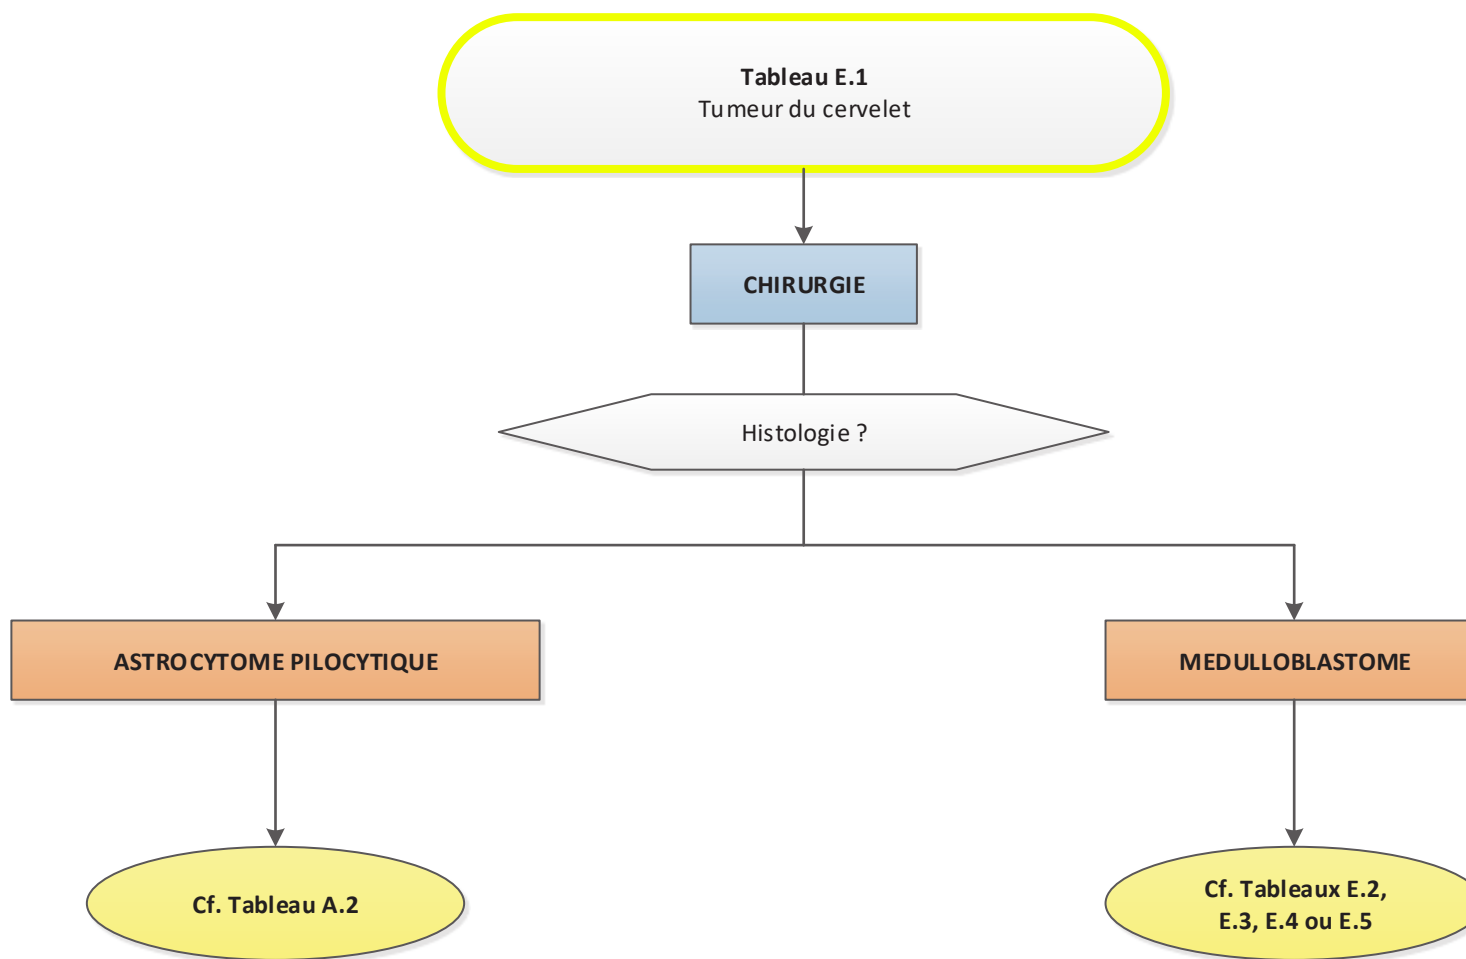 Tableau E.1
Tumeur du cervelet
CHIRURGIE
Histologie ?
ASTROCYTOME PILOCYTIQUE
MEDULLOBLASTOME
Cf. Tableau A.2
Cf. Tableaux E.2,
E.3, E.4 ou E.5